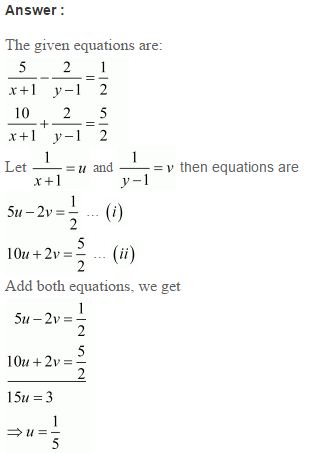 Answer :
The given equations are:
5/(x+1) − 2/(y−1) = 1/2
10/(x+1) + 2/(y−1) = 5/2
Let 1/(x+1) = u and 1/(y−1) = v then equations are
5u − 2v = 1/2 ... (i)
10u + 2v = 5/2 ... (ii)
Add both equations, we get
5u − 2v = 1/2
10u + 2v = 5/2
15u = 3
⇒ u = 1/5